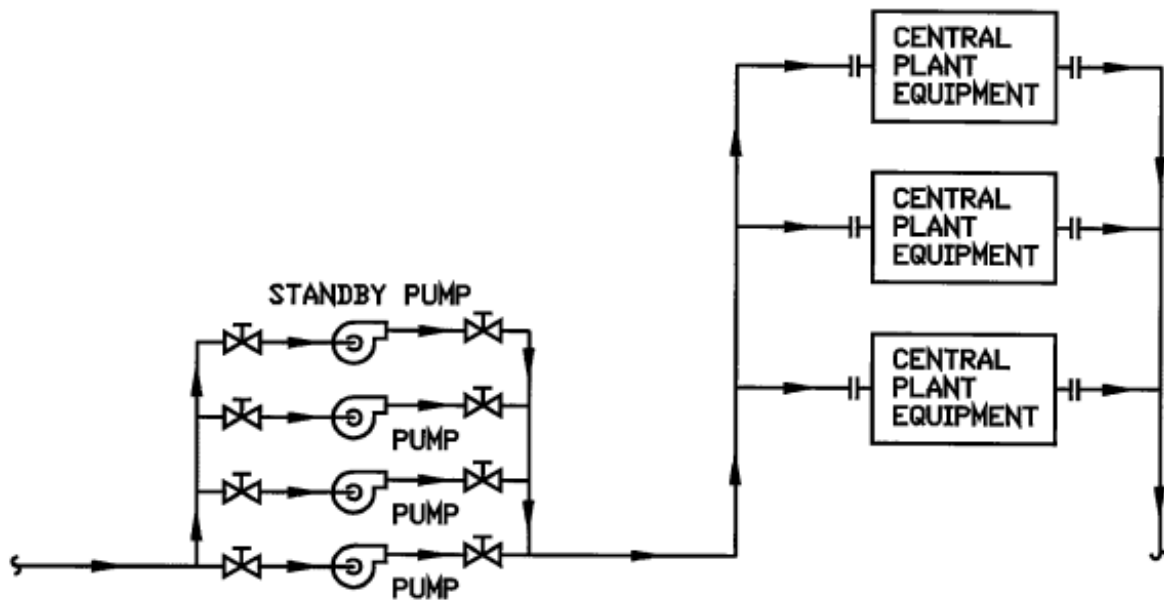 CENTRAL
PLANT
EQUIPMENT
CENTRAL
PLANT
EQUIPMENT
STANDBY PUMP
CENTRAL
PLANT
EQUIPMENT
PUMP
PUMP
PUMP